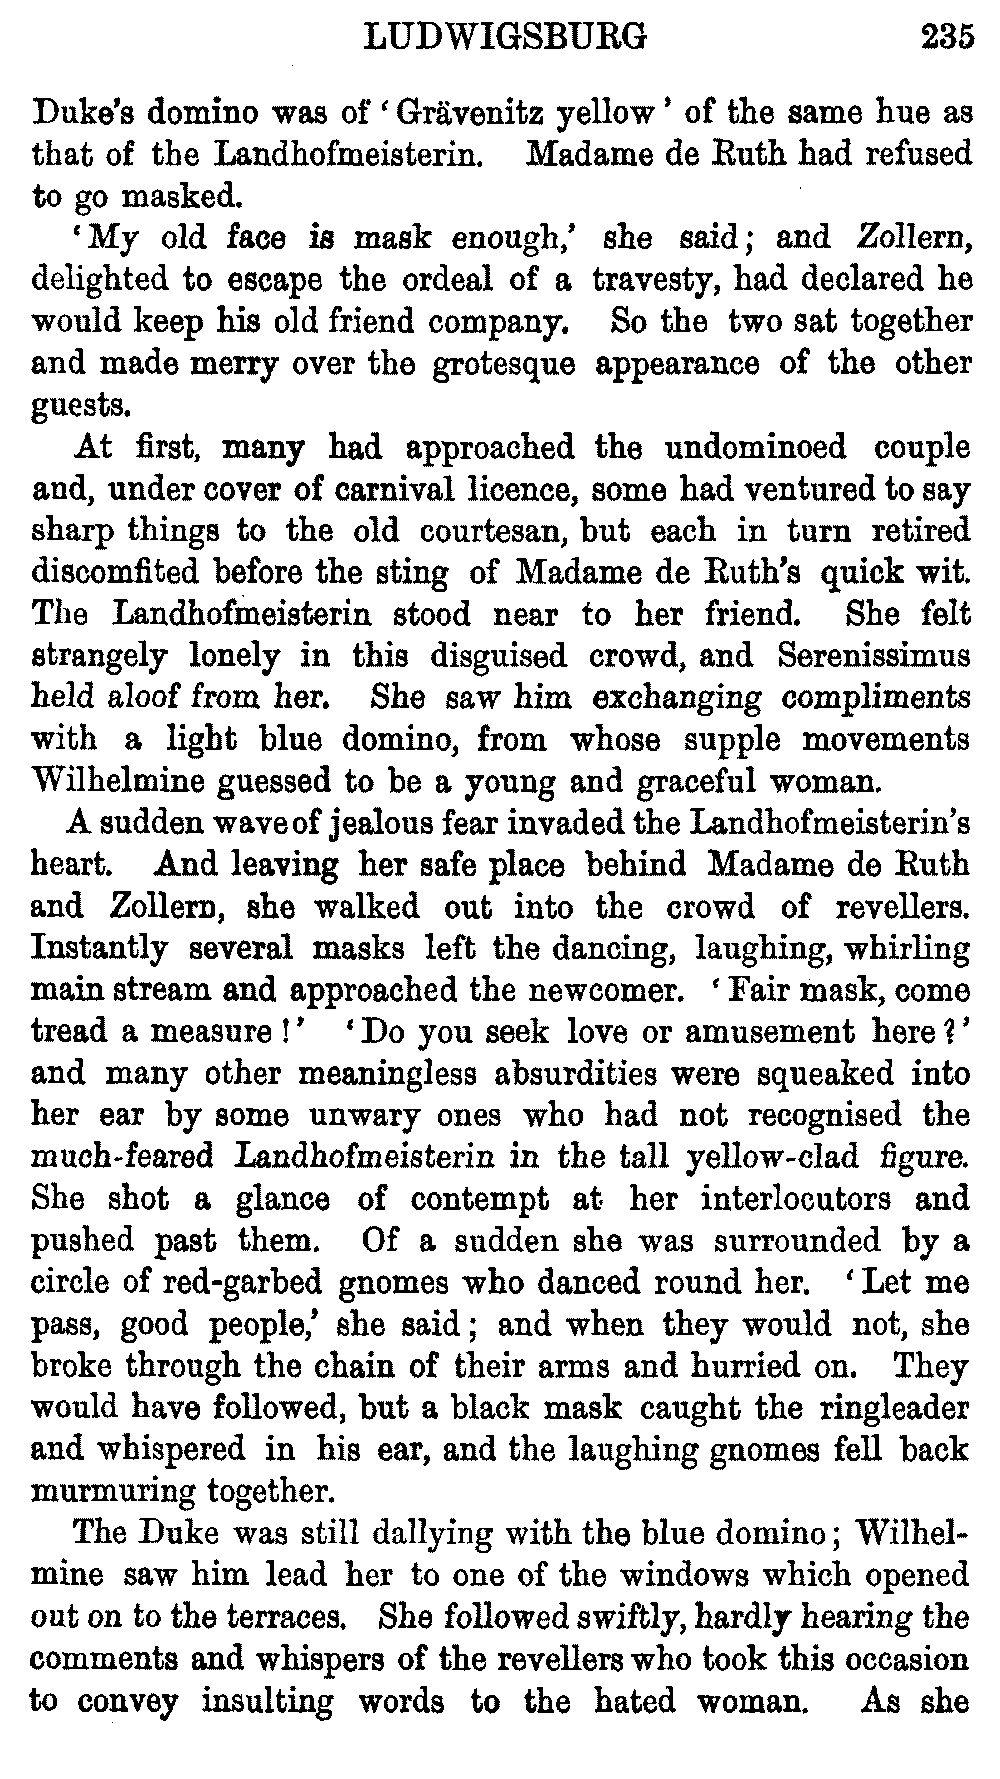 LUDWIGSBURG 235
Duke's domino was of ' Grävenitz yellow ' of the same hue as
that of the Landhofmeisterin. Madame de Ruth had refused
to go masked.
'My old face is mask enough,' she said; and Zollern,
delighted to escape the ordeal of a travesty, had declared he
would keep his old friend company. So the two sat together
and made merry over the grotesque appearance of the other
guests.
At first, many had approached the undominoed couple
and, under cover of carnival licence, some had ventured to say
sharp things to the old courtesan, but each in turn retired
discomfited before the sting of Madame de Ruth's quick wit.
The Landhofmeisterin stood near to her friend. She felt
strangely lonely in this disguised crowd, and Serenissimus
held aloof from her. She saw him exchanging compliments
with a light blue domino, from whose supple movements
Wilhelmine guessed to be a young and graceful woman.
A sudden wave of jealous fear invaded the Landhofmeisterin's
heart. And leaving her safe place behind Madame de Ruth
and Zollern, she walked out into the crowd of revellers.
Instantly several masks left the dancing, laughing, whirling
main stream and approached the newcomer. 'Fair mask, come
tread a measure!' 'Do you seek love or amusement here?'
and many other meaningless absurdities were squeaked into
her ear by some unwary ones who had not recognised the
much-feared Landhofmeisterin in the tall yellow-clad figure.
She shot a glance of contempt at her interlocutors and
pushed past them. Of a sudden she was surrounded by a
circle of red-garbed gnomes who danced round her. 'Let me
pass, good people,' she said; and when they would not, she
broke through the chain of their arms and hurried on. They
would have followed, but a black mask caught the ringleader
and whispered in his ear, and the laughing gnomes fell back
murmuring together.
The Duke was still dallying with the blue domino; Wilhel-
mine saw him lead her to one of the windows which opened
out on to the terraces. She followed swiftly, hardly hearing the
comments and whispers of the revellers who took this occasion
to convey insulting words to the hated woman. As she